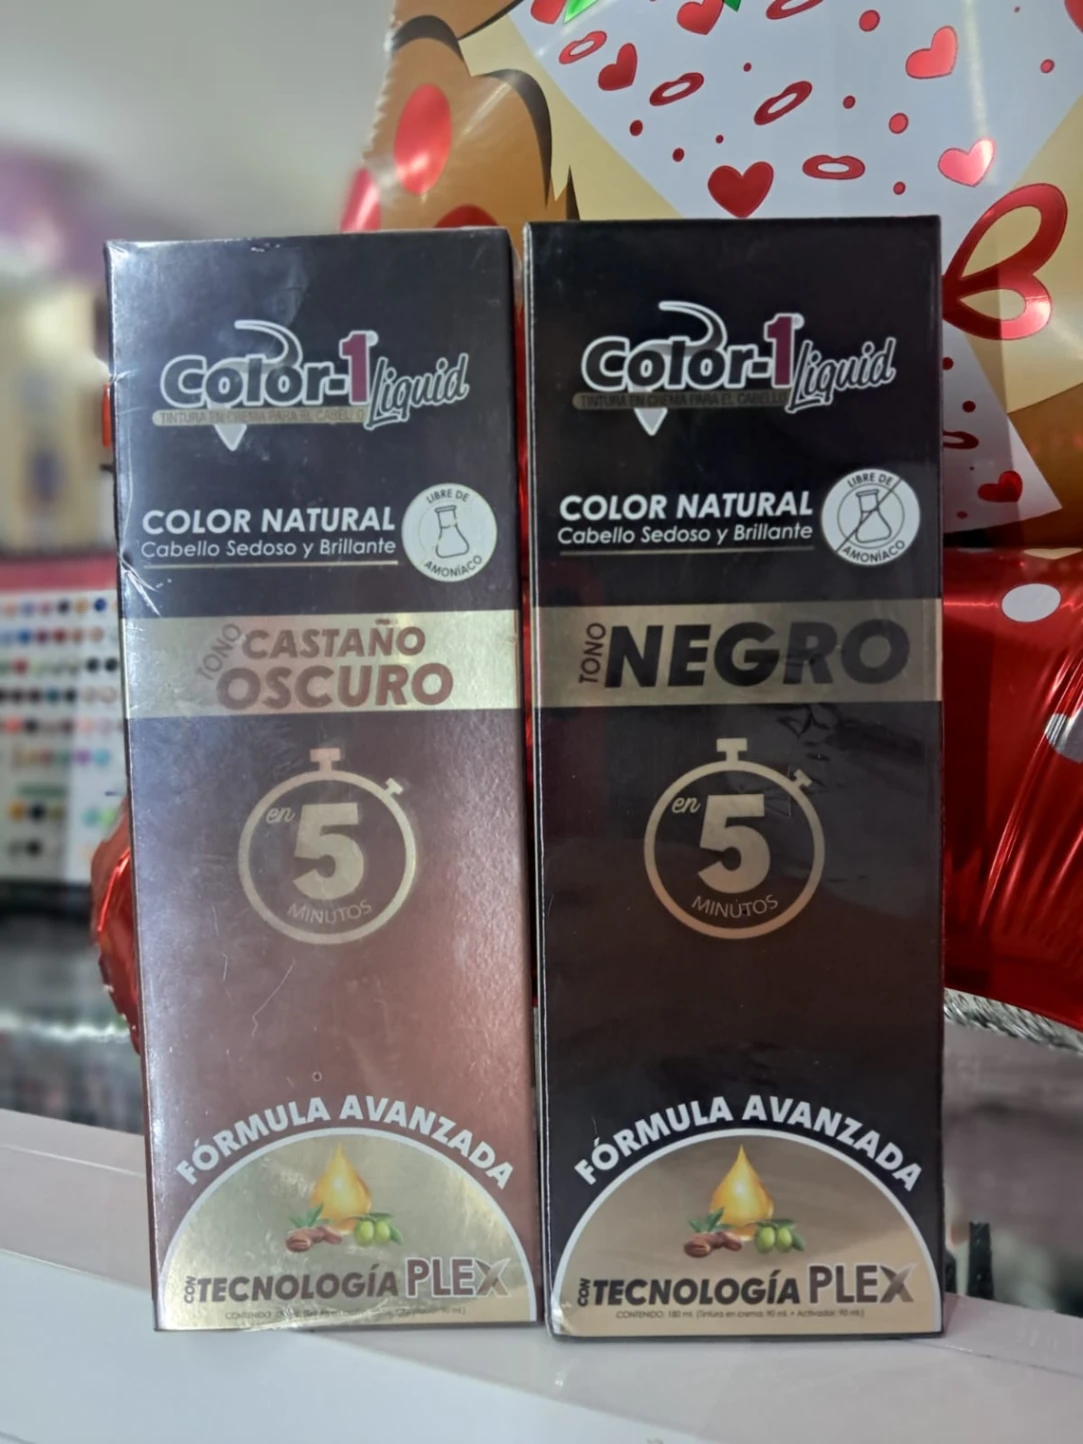 Color-1 Liquid
TINTURA EN CREMA PARA EL CABELLO
COLOR NATURAL
Cabello Sedoso y Brillante
LIBRE DE
AMONÍACO
TONO CASTAÑO
OSCURO
en 5
MINUTOS
FÓRMULA AVANZADA
CON TECNOLOGÍA PLEX
Color-1 Liquid
TINTURA EN CREMA PARA EL CABELLO
COLOR NATURAL
Cabello Sedoso y Brillante
LIBRE DE
AMONÍACO
TONO NEGRO
en 5
MINUTOS
FÓRMULA AVANZADA
CON TECNOLOGÍA PLEX
CONTENIDO: 180 ml. (Tintura en crema: 90 ml. + Activador: 90 ml.)